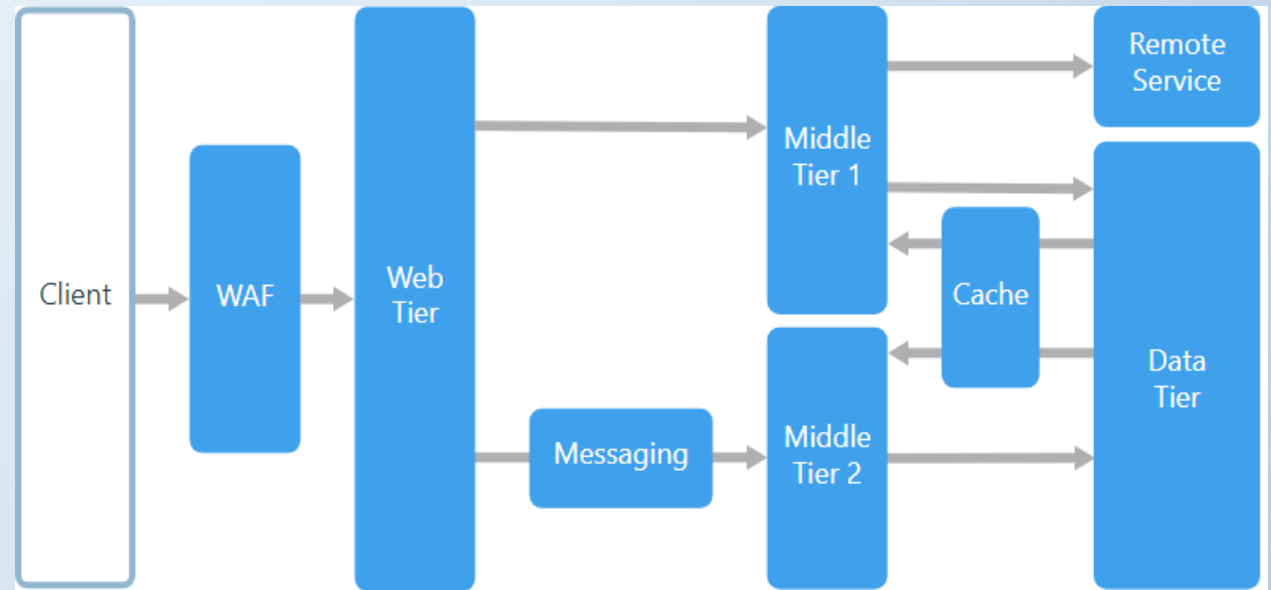 Client
WAF
Web
Tier
Messaging
Middle
Tier 1
Middle
Tier 2
Cache
Remote
Service
Data
Tier